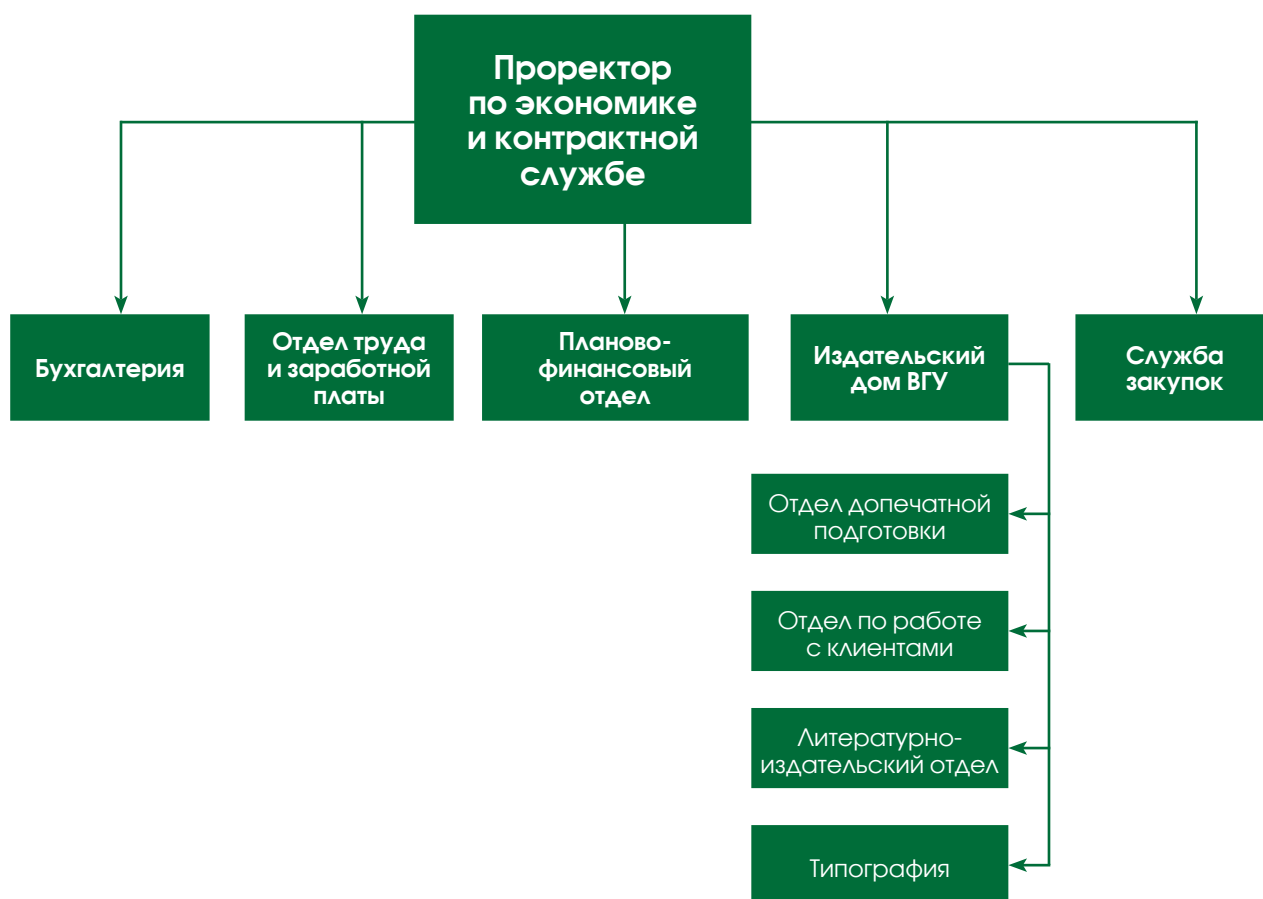 Проректор
по экономике
и контрактной
службе
Бухгалтерия
Отдел труда
и заработной
платы
Планово-
финансовый
отдел
Издательский
дом ВГУ
Служба
закупок
Отдел допечатной
подготовки
Отдел по работе
с клиентами
Литературно-
издательский отдел
Типография